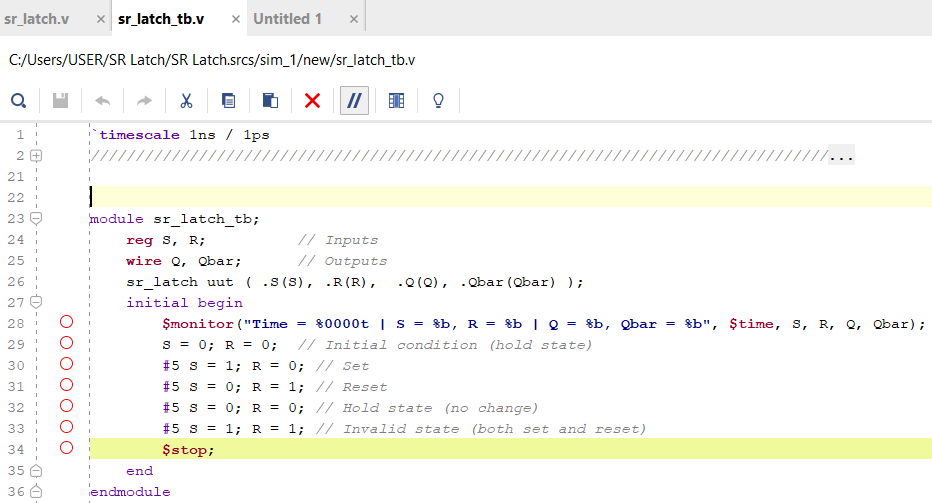 sr_latch.v × sr_latch_tb.v × Untitled 1 ×
C:/Users/USER/SR Latch/SR Latch.srcs/sim_1/new/sr_latch_tb.v
1 `timescale 1ns / 1ps
2 //////////////////////////////////////////////////////////////////////////////////...
21
22
23 module sr_latch_tb;
24 reg S, R; // Inputs
25 wire Q, Qbar; // Outputs
26 sr_latch uut ( .S(S), .R(R), .Q(Q), .Qbar(Qbar) );
27 initial begin
28 $monitor("Time = %0000t | S = %b, R = %b | Q = %b, Qbar = %b", $time, S, R, Q, Qbar);
29 S = 0; R = 0; // Initial condition (hold state)
30 #5 S = 1; R = 0; // Set
31 #5 S = 0; R = 1; // Reset
32 #5 S = 0; R = 0; // Hold state (no change)
33 #5 S = 1; R = 1; // Invalid state (both set and reset)
34 $stop;
35 end
36 endmodule